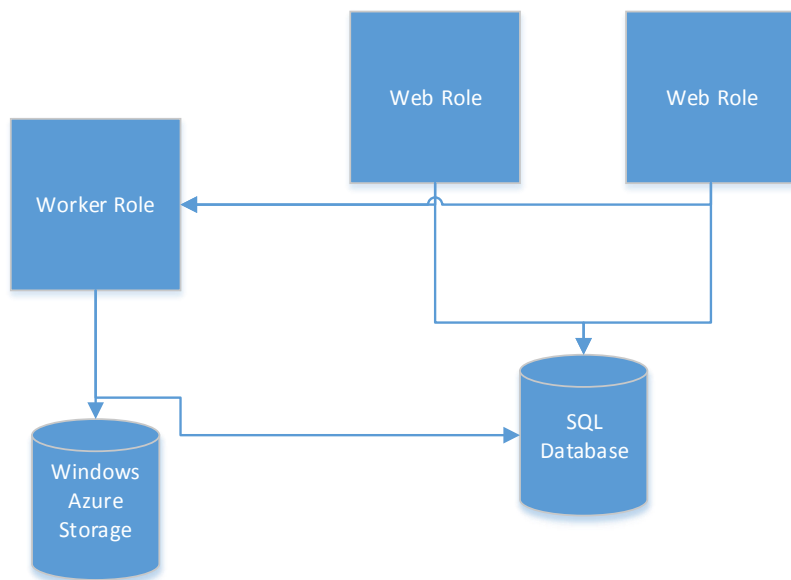 Web Role
Web Role
Worker Role
SQL
Database
Windows
Azure
Storage